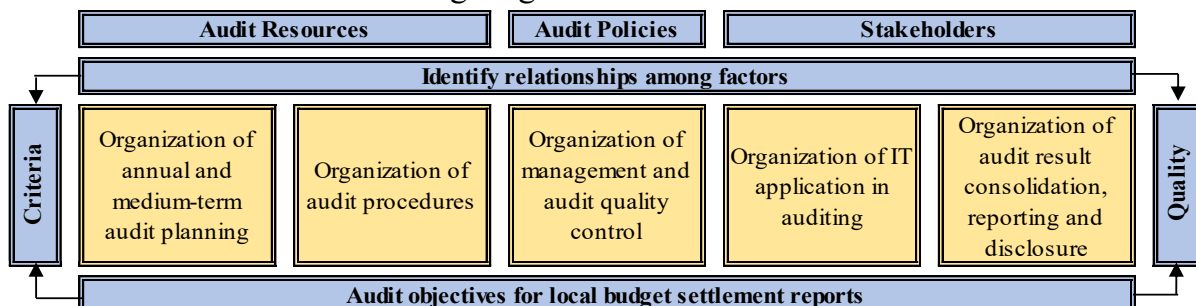 Audit Resources
Audit Policies
Stakeholders
Identify relationships among factors
Criteria
Organization of
annual and
medium-term
audit planning
Organization of
audit procedures
Organization of
management and
audit quality
control
Organization of IT
application in
auditing
Organization of
audit result
consolidation,
reporting and
disclosure
Quality
Audit objectives for local budget settlement reports